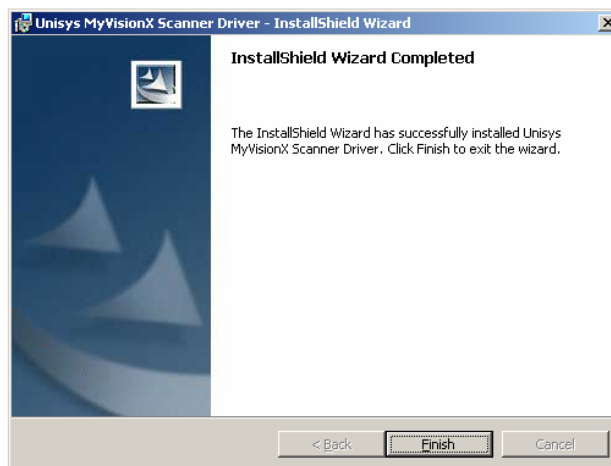 Unisys MyVisionX Scanner Driver - InstallShield Wizard
InstallShield Wizard Completed
The InstallShield Wizard has successfully installed Unisys
MyVisionX Scanner Driver. Click Finish to exit the wizard.
< Back
Finish
Cancel